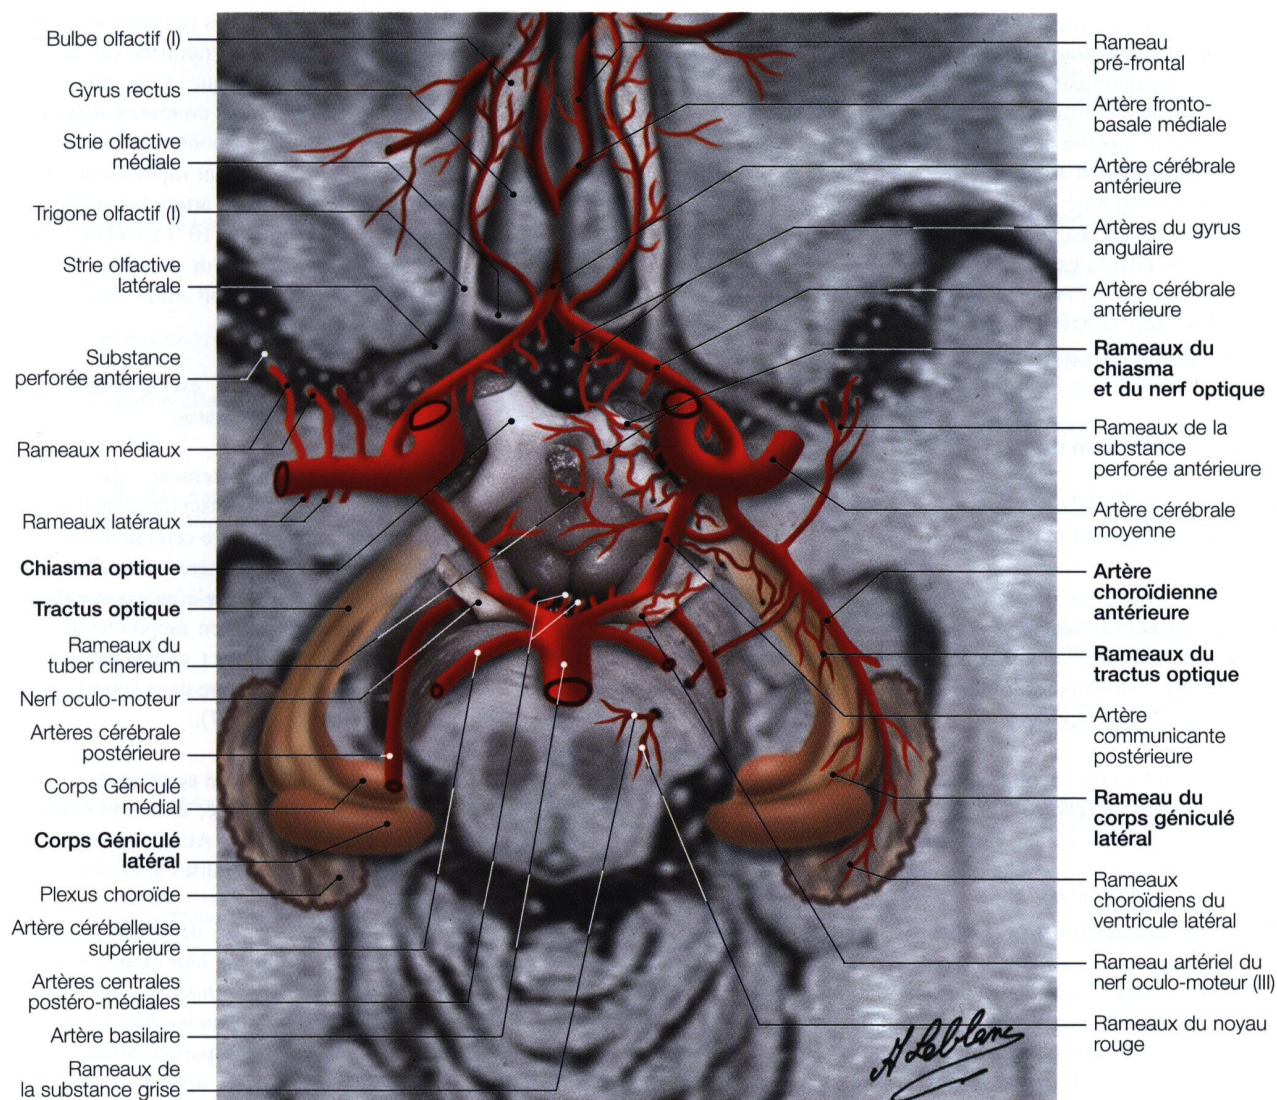 Bulbe olfactif (I)
Gyrus rectus
Strie olfactive
médiale
Trigone olfactif (I)
Strie olfactive
latérale
Substance
perforée antérieure
Rameaux médiaux
Rameaux latéraux
Chiasma optique
Tractus optique
Rameaux du
tuber cinereum
Nerf oculo-moteur
Artères cérébrale
postérieure
Corps Géniculé
médial
Corps Géniculé
latéral
Plexus choroïde
Artère cérébelleuse
supérieure
Artères centrales
postéro-médiales
Artère basilaire
Rameaux de
la substance grise
Rameau
pré-frontal
Artère fronto-
basale médiale
Artère cérébrale
antérieure
Artères du gyrus
angulaire
Artère cérébrale
antérieure
Rameaux du
chiasma
et du nerf optique
Rameaux de la
substance
perforée antérieure
Artère cérébrale
moyenne
Artère
choroïdienne
antérieure
Rameaux du
tractus optique
Artère
communicante
postérieure
Rameau du
corps géniculé
latéral
Rameaux
choroïdiens du
ventricule latéral
Rameau artériel du
nerf oculo-moteur (III)
Rameaux du noyau
rouge
A Leblanc